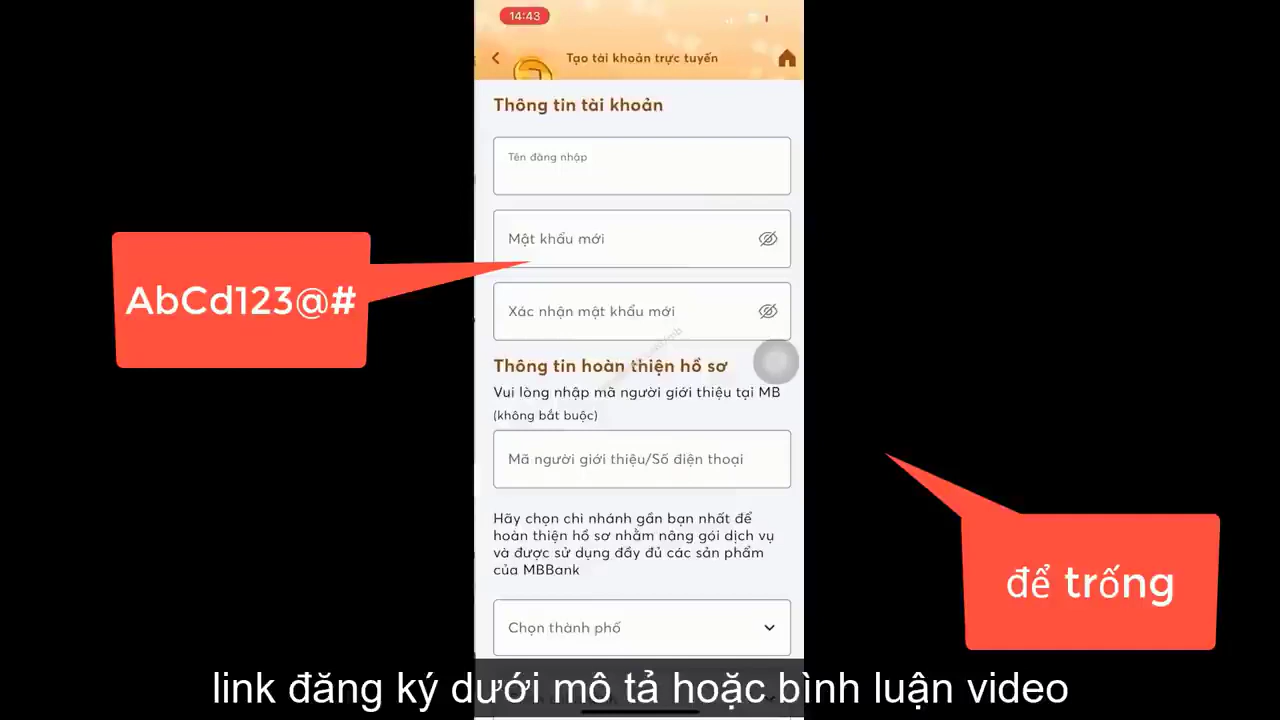 14:43
Tạo tài khoản trực tuyến
Thông tin tài khoản
Tên đăng nhập
Mật khẩu mới
AbCd123@#
Xác nhận mật khẩu mới
Thông tin hoàn thiện hồ sơ
Vui lòng nhập mã người giới thiệu tại MB
(không bắt buộc)
Mã người giới thiệu/Số điện thoại
Hãy chọn chi nhánh gần bạn nhất để
hoàn thiện hồ sơ nhằm nâng gói dịch vụ
và được sử dụng đầy đủ các sản phẩm
của MBBank
để trống
Chọn thành phố
link đăng ký dưới mô tả hoặc bình luận video